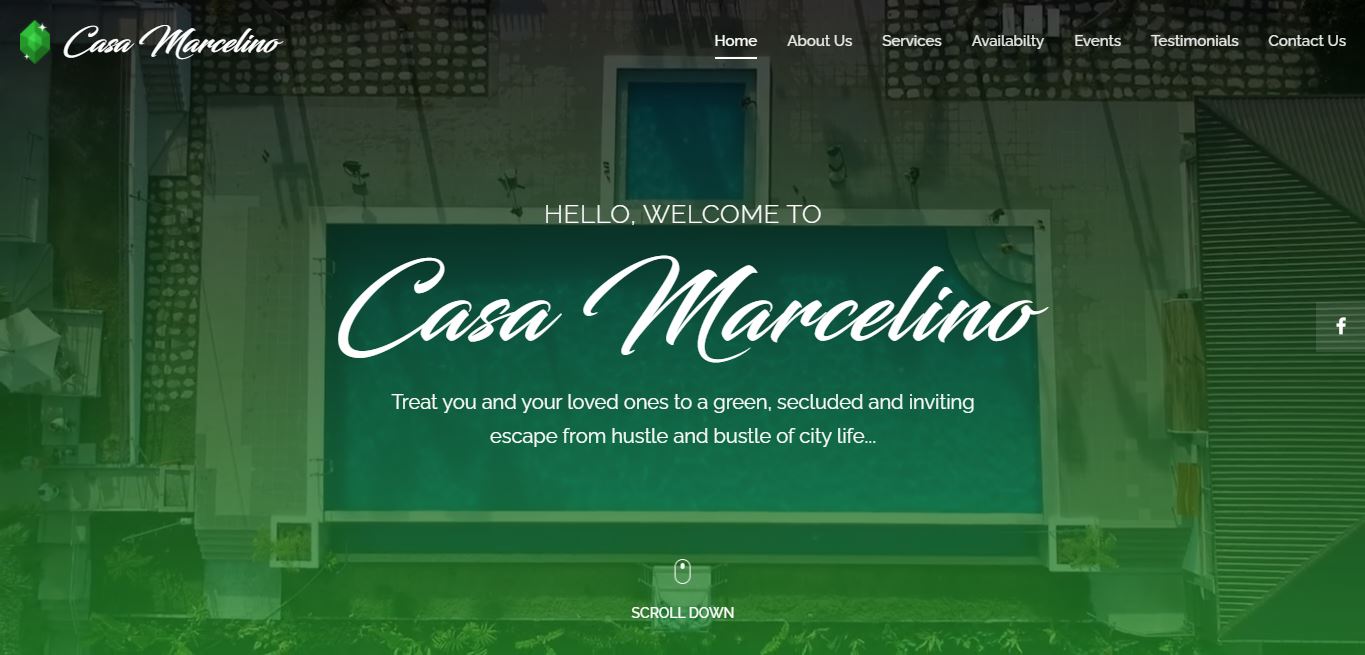 Casa Marcelino
Home About Us Services Availabilty Events Testimonials Contact Us
HELLO, WELCOME TO
Casa Marcelino
Treat you and your loved ones to a green, secluded and inviting
escape from hustle and bustle of city life...
SCROLL DOWN